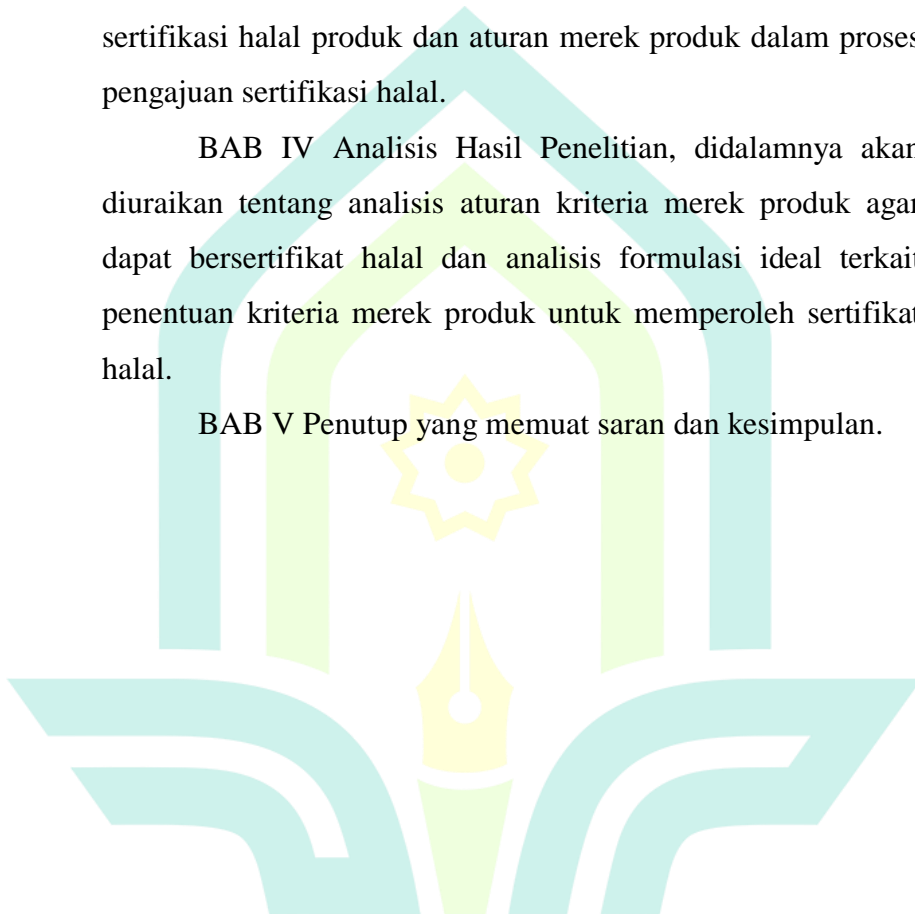 sertifikasi halal produk dan aturan merek produk dalam proses
pengajuan sertifikasi halal.
BAB IV Analisis Hasil Penelitian, didalamnya akan
diuraikan tentang analisis aturan kriteria merek produk agar
dapat bersertifikat halal dan analisis formulasi ideal terkait
penentuan kriteria merek produk untuk memperoleh sertifikat
halal.
BAB V Penutup yang memuat saran dan kesimpulan.